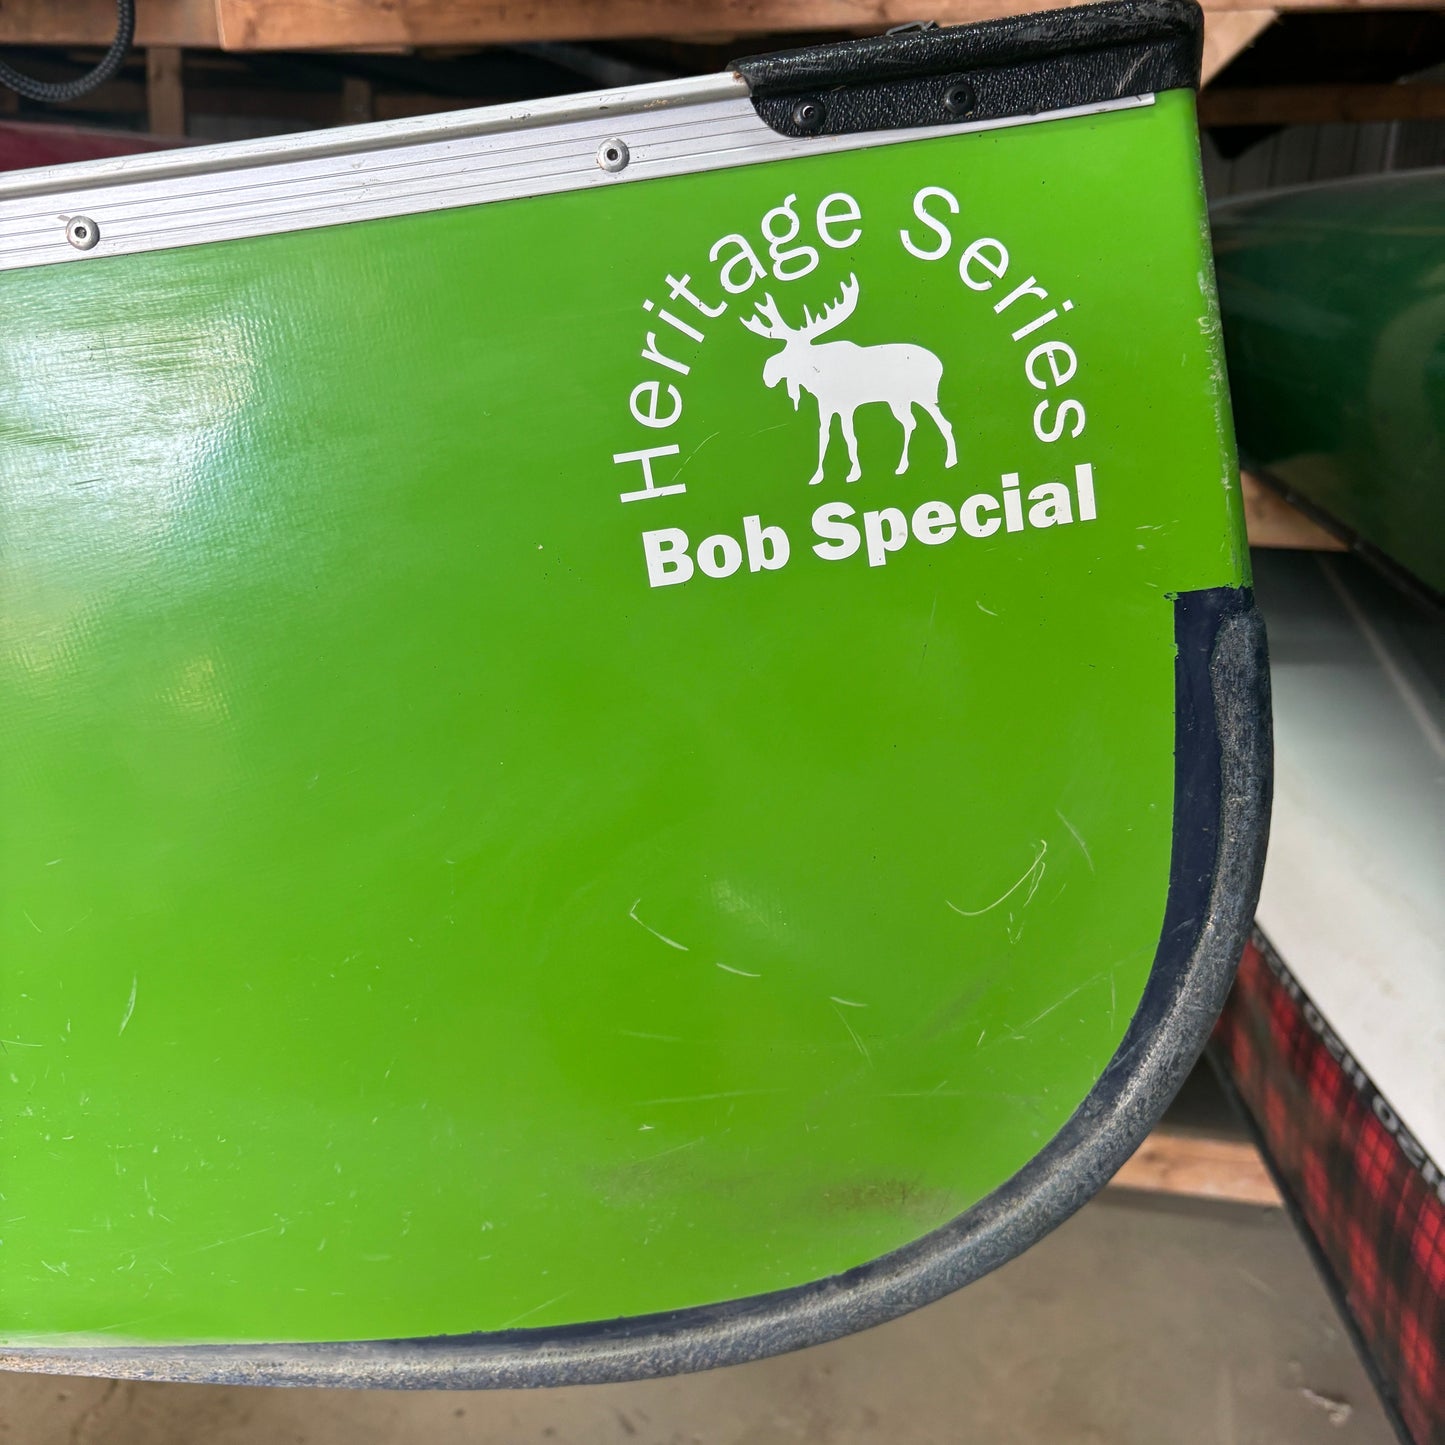 Heritage Series
Bob Special